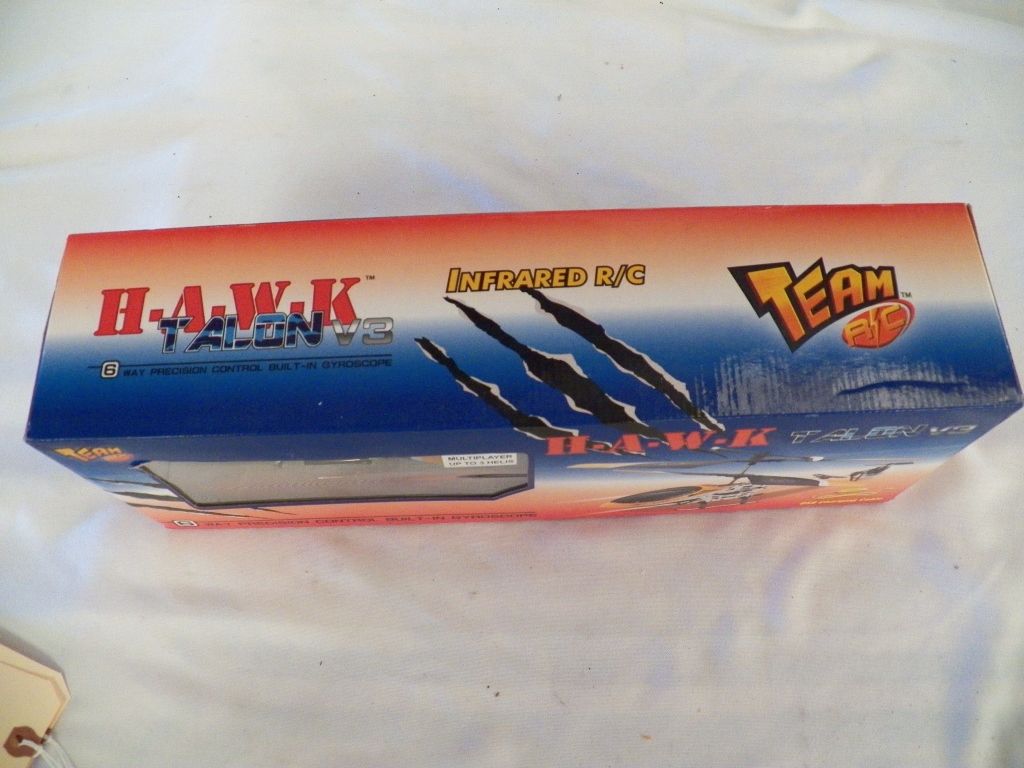 H·A·W·K™
TALON V3
6 WAY PRECISION CONTROL BUILT-IN GYROSCOPE
INFRARED R/C
TEAM™
R/C
H·A·W·K TALON V3
TEAM
MULTIPLAYER
UP TO 3 HELIS
6 WAY PRECISION CONTROL BUILT-IN GYROSCOPE